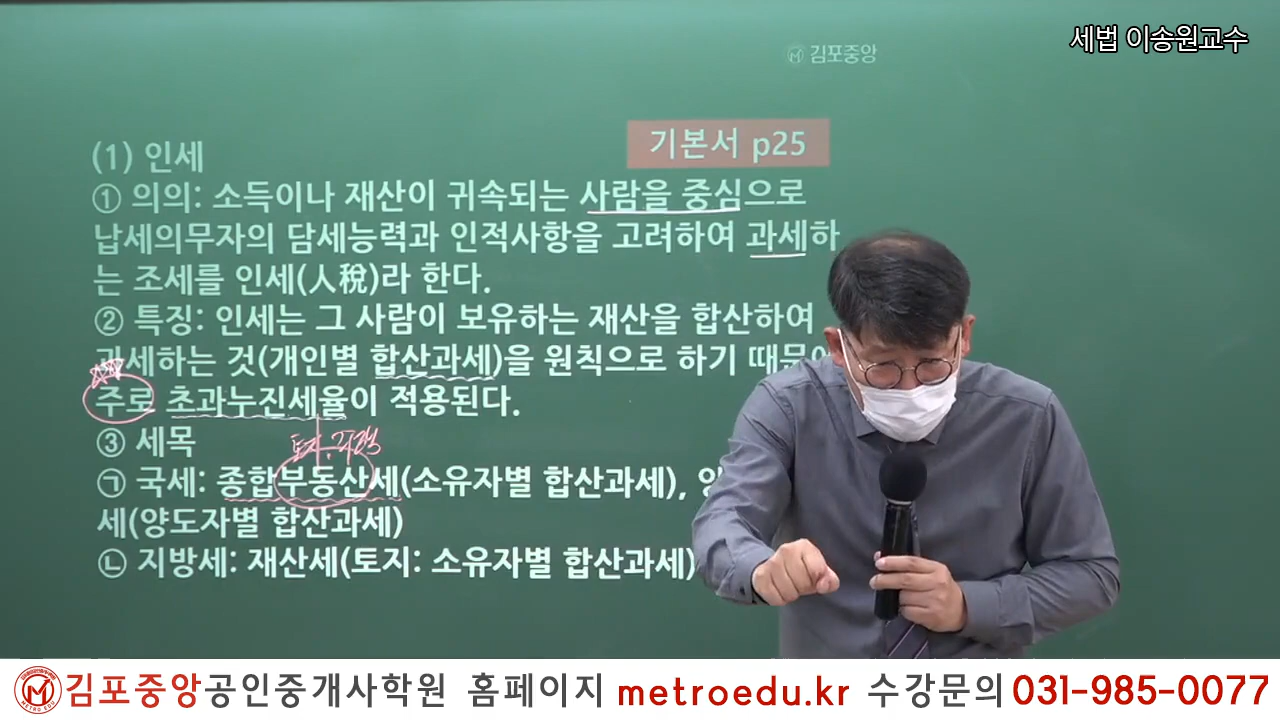 세법 이송원교수
김포중앙
기본서 p25
(1) 인세
① 의의: 소득이나 재산이 귀속되는 사람을 중심으로
납세의무자의 담세능력과 인적사항을 고려하여 과세하
는 조세를 인세(人稅)라 한다.
② 특징: 인세는 그 사람이 보유하는 재산을 합산하여
과세하는 것(개인별 합산과세)을 원칙으로 하기 때문에
주로 초과누진세율이 적용된다.
③ 세목
토지, 주택
㉠ 국세: 종합부동산세(소유자별 합산과세),
세(양도자별 합산과세)
㉡ 지방세: 재산세(토지: 소유자별 합산과세)
김포중앙공인중개사학원 홈페이지 metroedu.kr 수강문의 031-985-0077